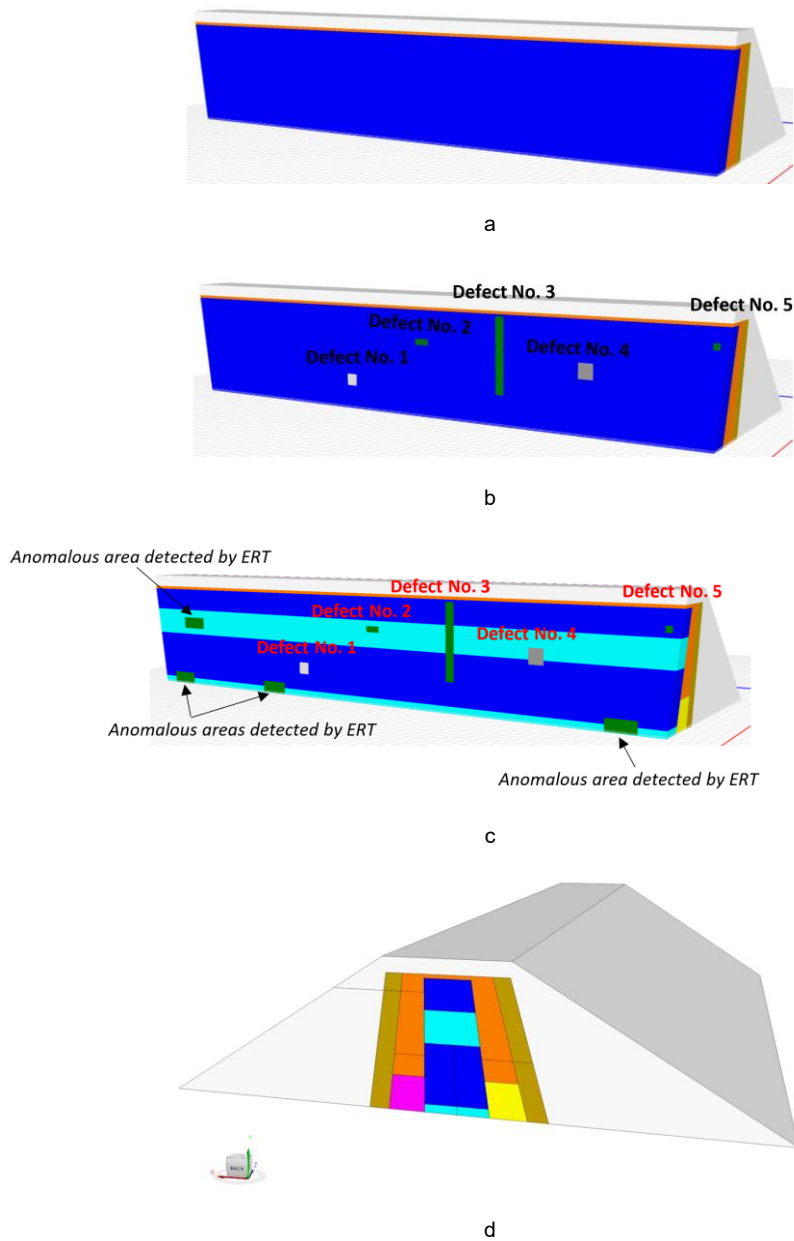 a
Defect No. 3
Defect No. 5
Defect No. 2
Defect No. 4
Defect No. 1
b
Anomalous area detected by ERT
Defect No. 3
Defect No. 5
Defect No. 2
Defect No. 4
Defect No. 1
Anomalous areas detected by ERT
Anomalous area detected by ERT
c
Y
Z
X
BACK
d